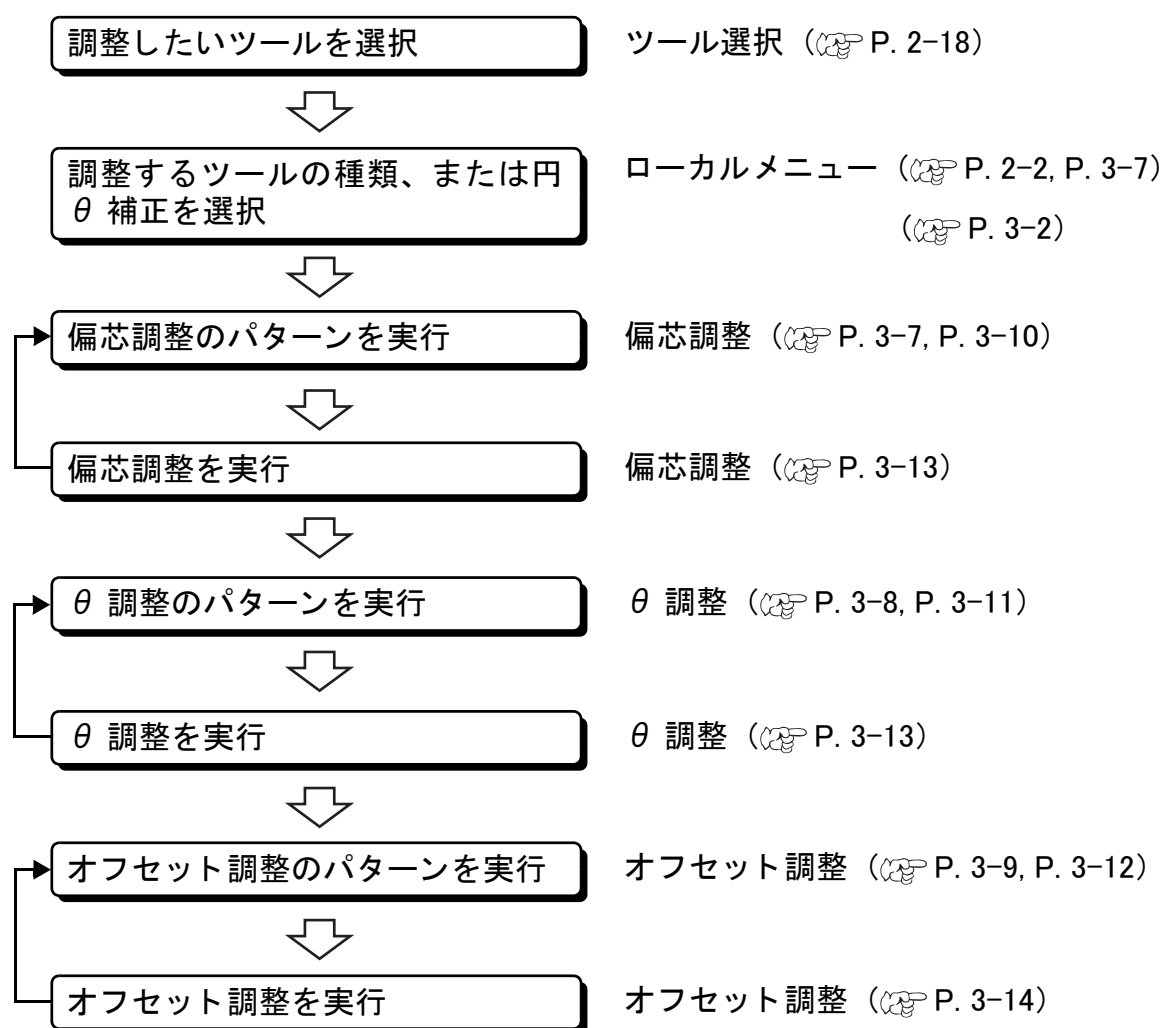 調整したいツールを選択
ツール選択（P. 2-18）
調整するツールの種類、または円
θ 補正を選択
ローカルメニュー（P. 2-2, P. 3-7）
（P. 3-2）
偏芯調整のパターンを実行
偏芯調整（P. 3-7, P. 3-10）
偏芯調整を実行
偏芯調整（P. 3-13）
θ 調整のパターンを実行
θ 調整（P. 3-8, P. 3-11）
θ 調整を実行
θ 調整（P. 3-13）
オフセット調整のパターンを実行
オフセット調整（P. 3-9, P. 3-12）
オフセット調整を実行
オフセット調整（P. 3-14）